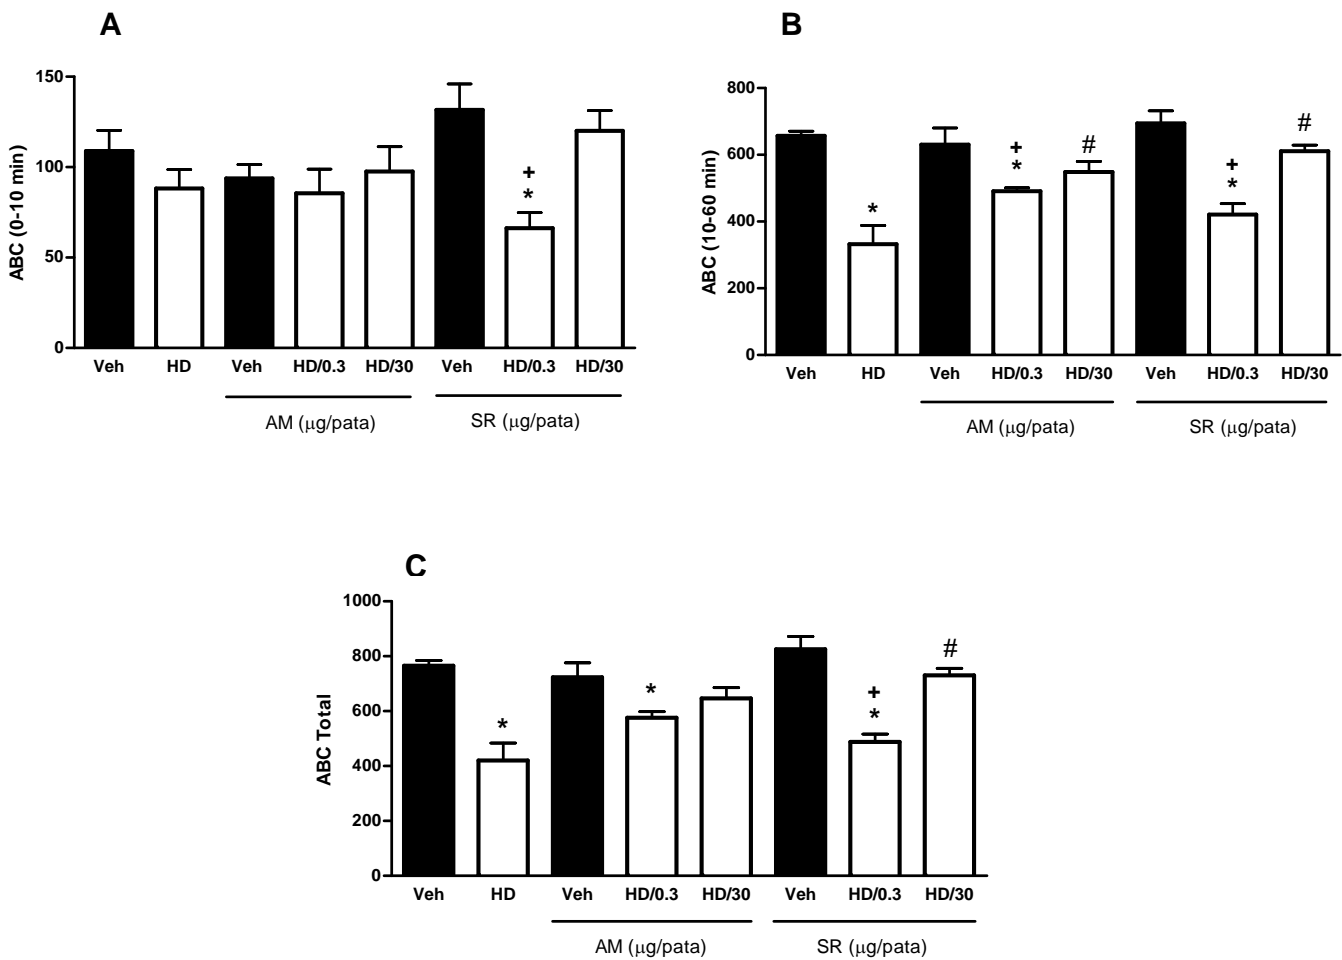 A
ABC (0-10 min)
150
100
50
0
+
*
Veh HD Veh HD/0.3 HD/30 Veh HD/0.3 HD/30
AM (μg/pata) SR (μg/pata)
B
ABC (10-60 min)
800
600
400
200
0
* + * # + * #
Veh HD Veh HD/0.3 HD/30 Veh HD/0.3 HD/30
AM (μg/pata) SR (μg/pata)
C
ABC Total
1000
800
600
400
200
0
* * + * #
Veh HD Veh HD/0.3 HD/30 Veh HD/0.3 HD/30
AM (μg/pata) SR (μg/pata)